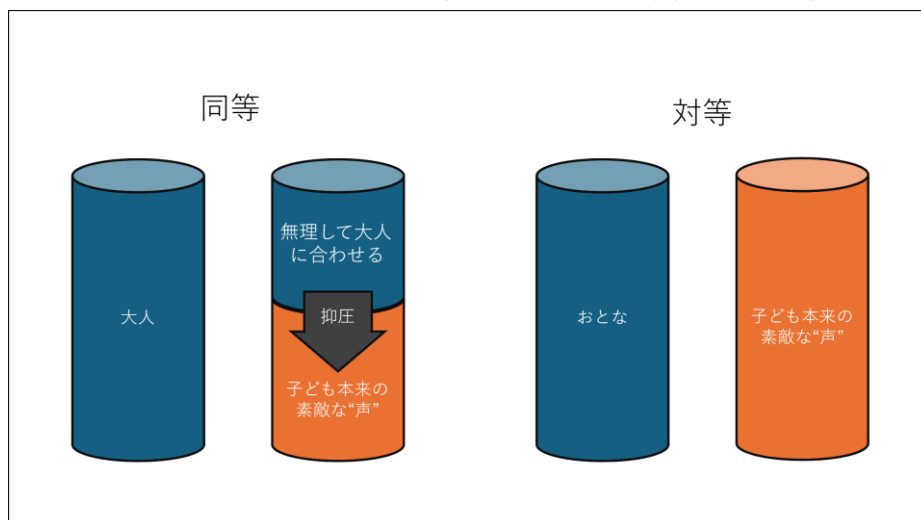 同等
対等
大人
無理して大人
に合わせる
抑圧
子ども本来の
素敵な“声”
おとな
子ども本来の
素敵な“声”